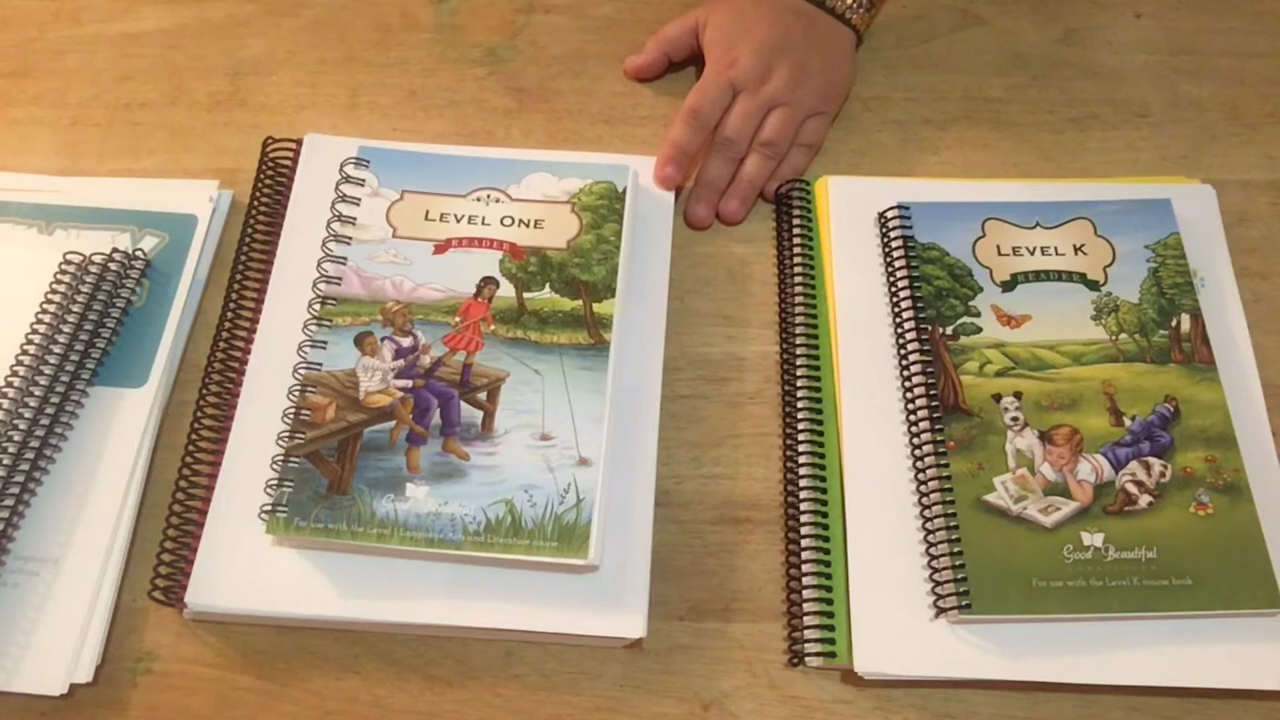 LEVEL ONE
READER
For use with the Level 1 Language Arts and Literature course
LEVEL K
READER
Good Beautiful
CURRICULUM
For use with the Level K course book